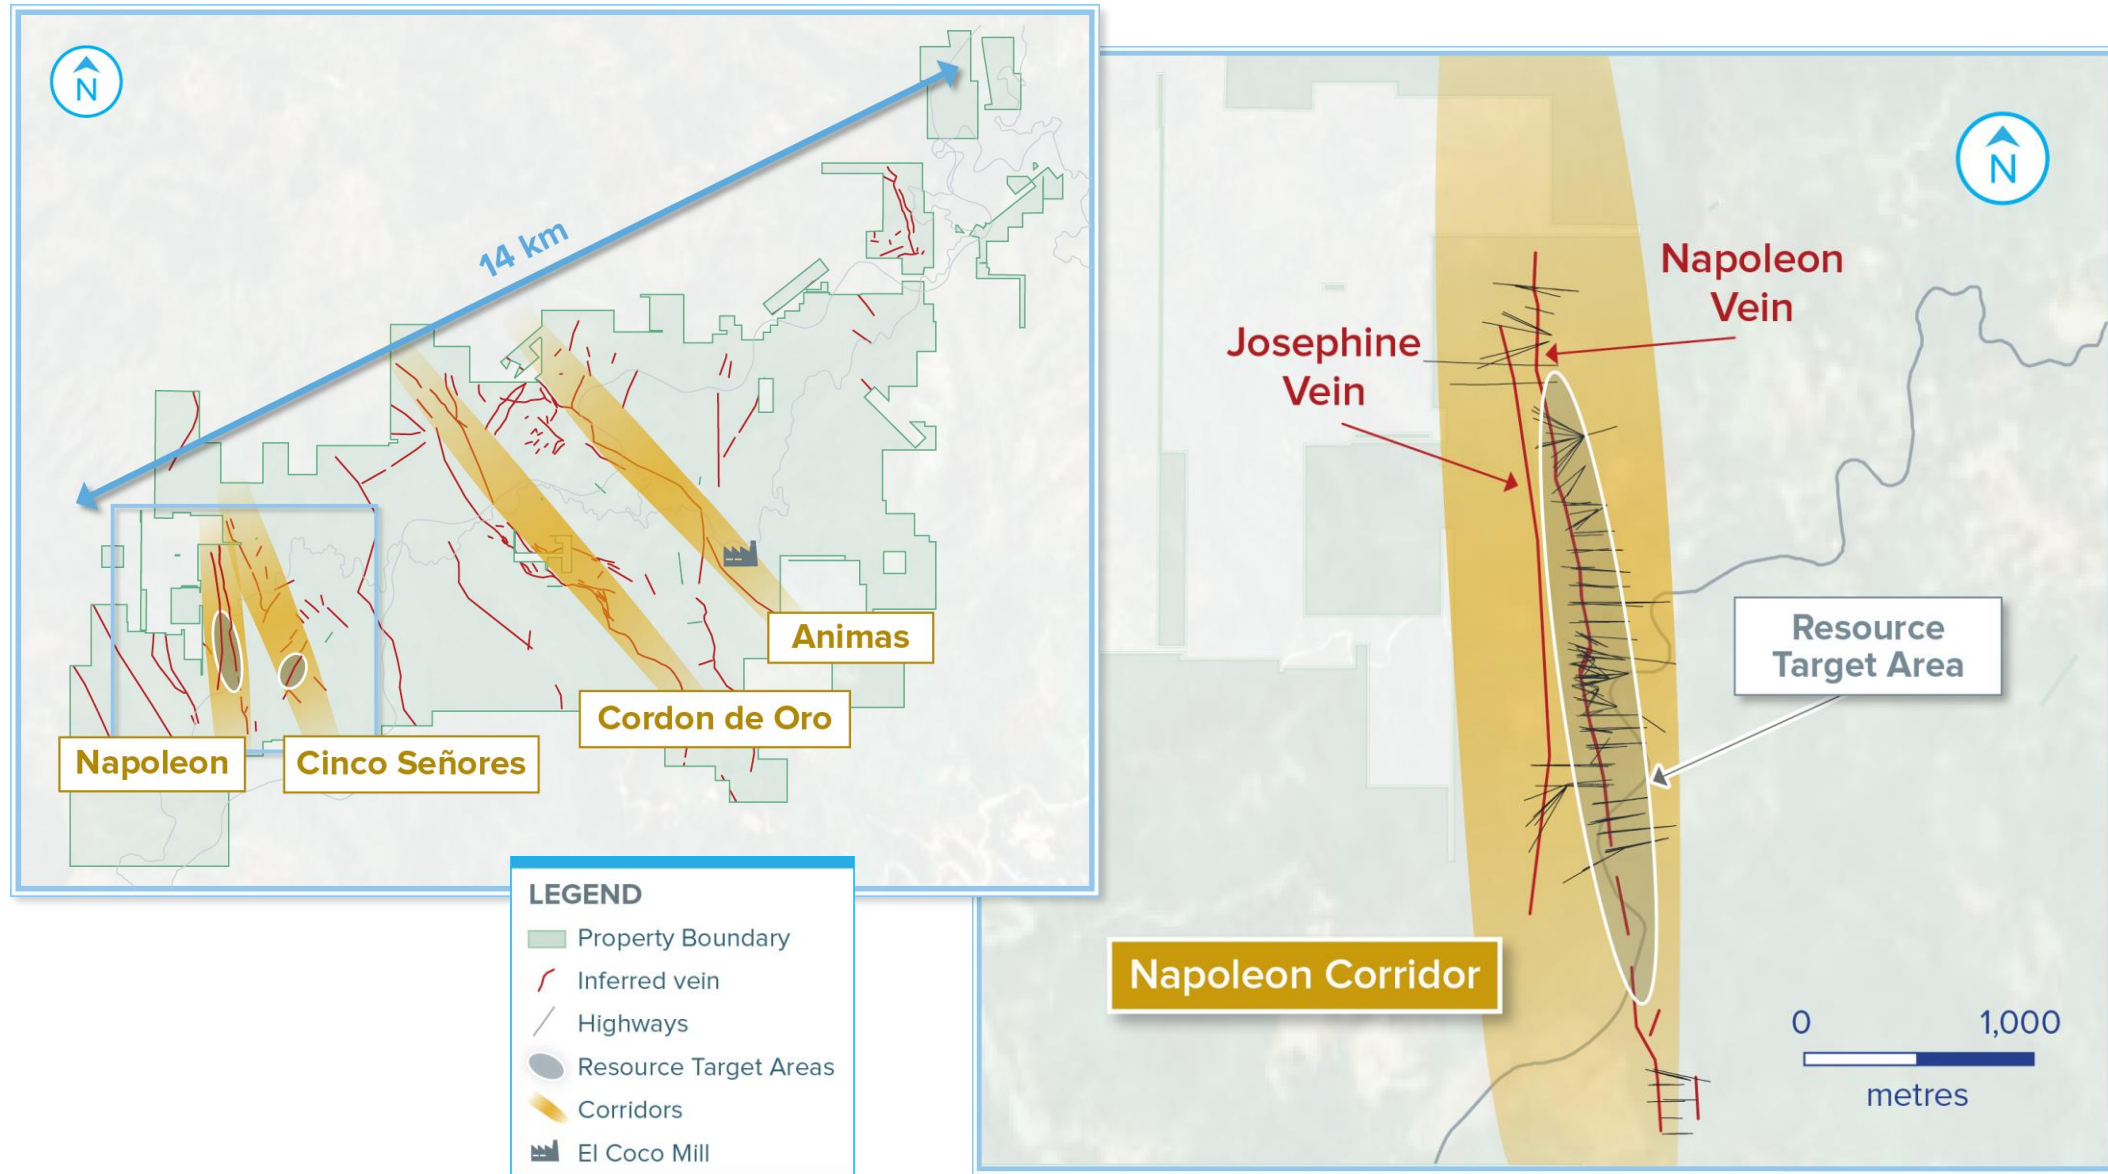 N
14 km
Animas
Cordon de Oro
Napoleon
Cinco Señores
LEGEND
Property Boundary
Inferred vein
Highways
Resource Target Areas
Corridors
El Coco Mill
N
Napoleon
Vein
Josephine
Vein
Resource
Target Area
Napoleon Corridor
0 1,000
metres